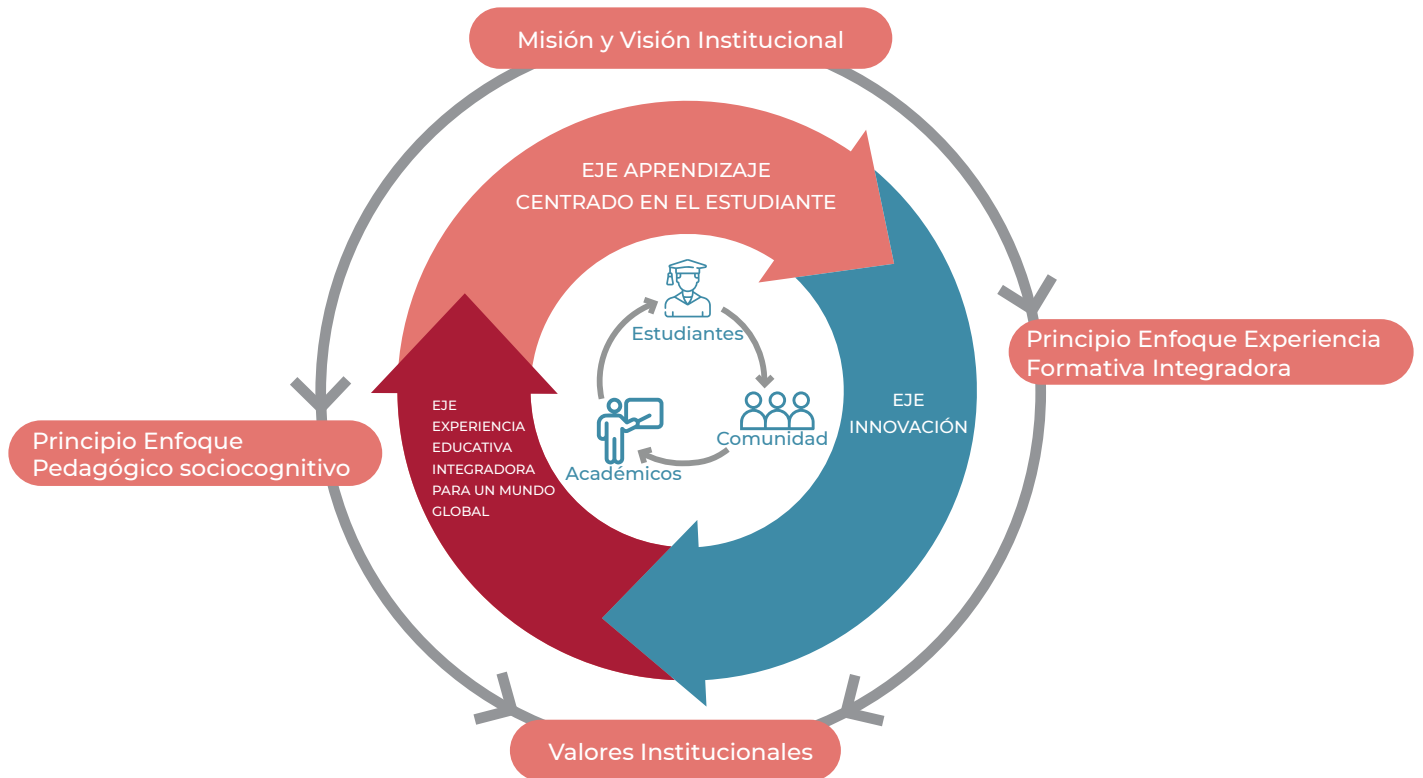 Misión y Visión Institucional
EJE APRENDIZAJE
CENTRADO EN EL ESTUDIANTE
Estudiantes
Principio Enfoque Experiencia
Formativa Integradora
EJE
INNOVACIÓN
EJE
EXPERIENCIA
EDUCATIVA
INTEGRADORA
PARA UN MUNDO
GLOBAL
Comunidad
Académicos
Principio Enfoque
Pedagógico sociocognitivo
Valores Institucionales